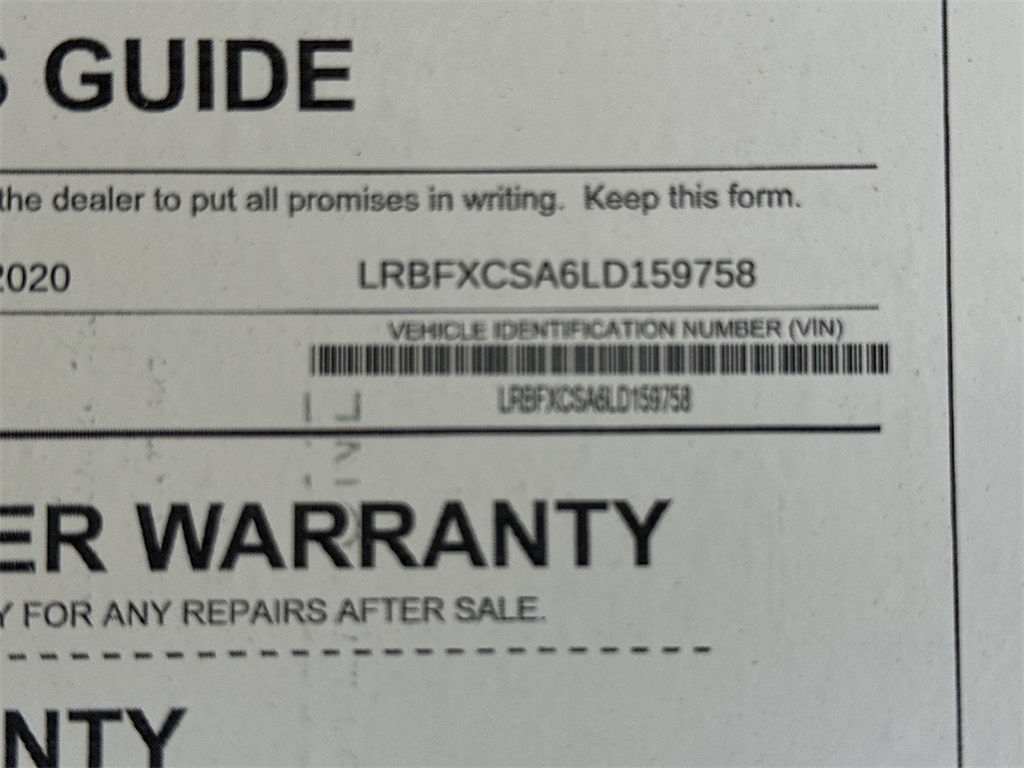 GUIDE
the dealer to put all promises in writing. Keep this form.
2020 LRBFXCSA6LD159758
VEHICLE IDENTIFICATION NUMBER (VIN)
LRBFXCSA6LD159758
ER WARRANTY
Y FOR ANY REPAIRS AFTER SALE.
NTY